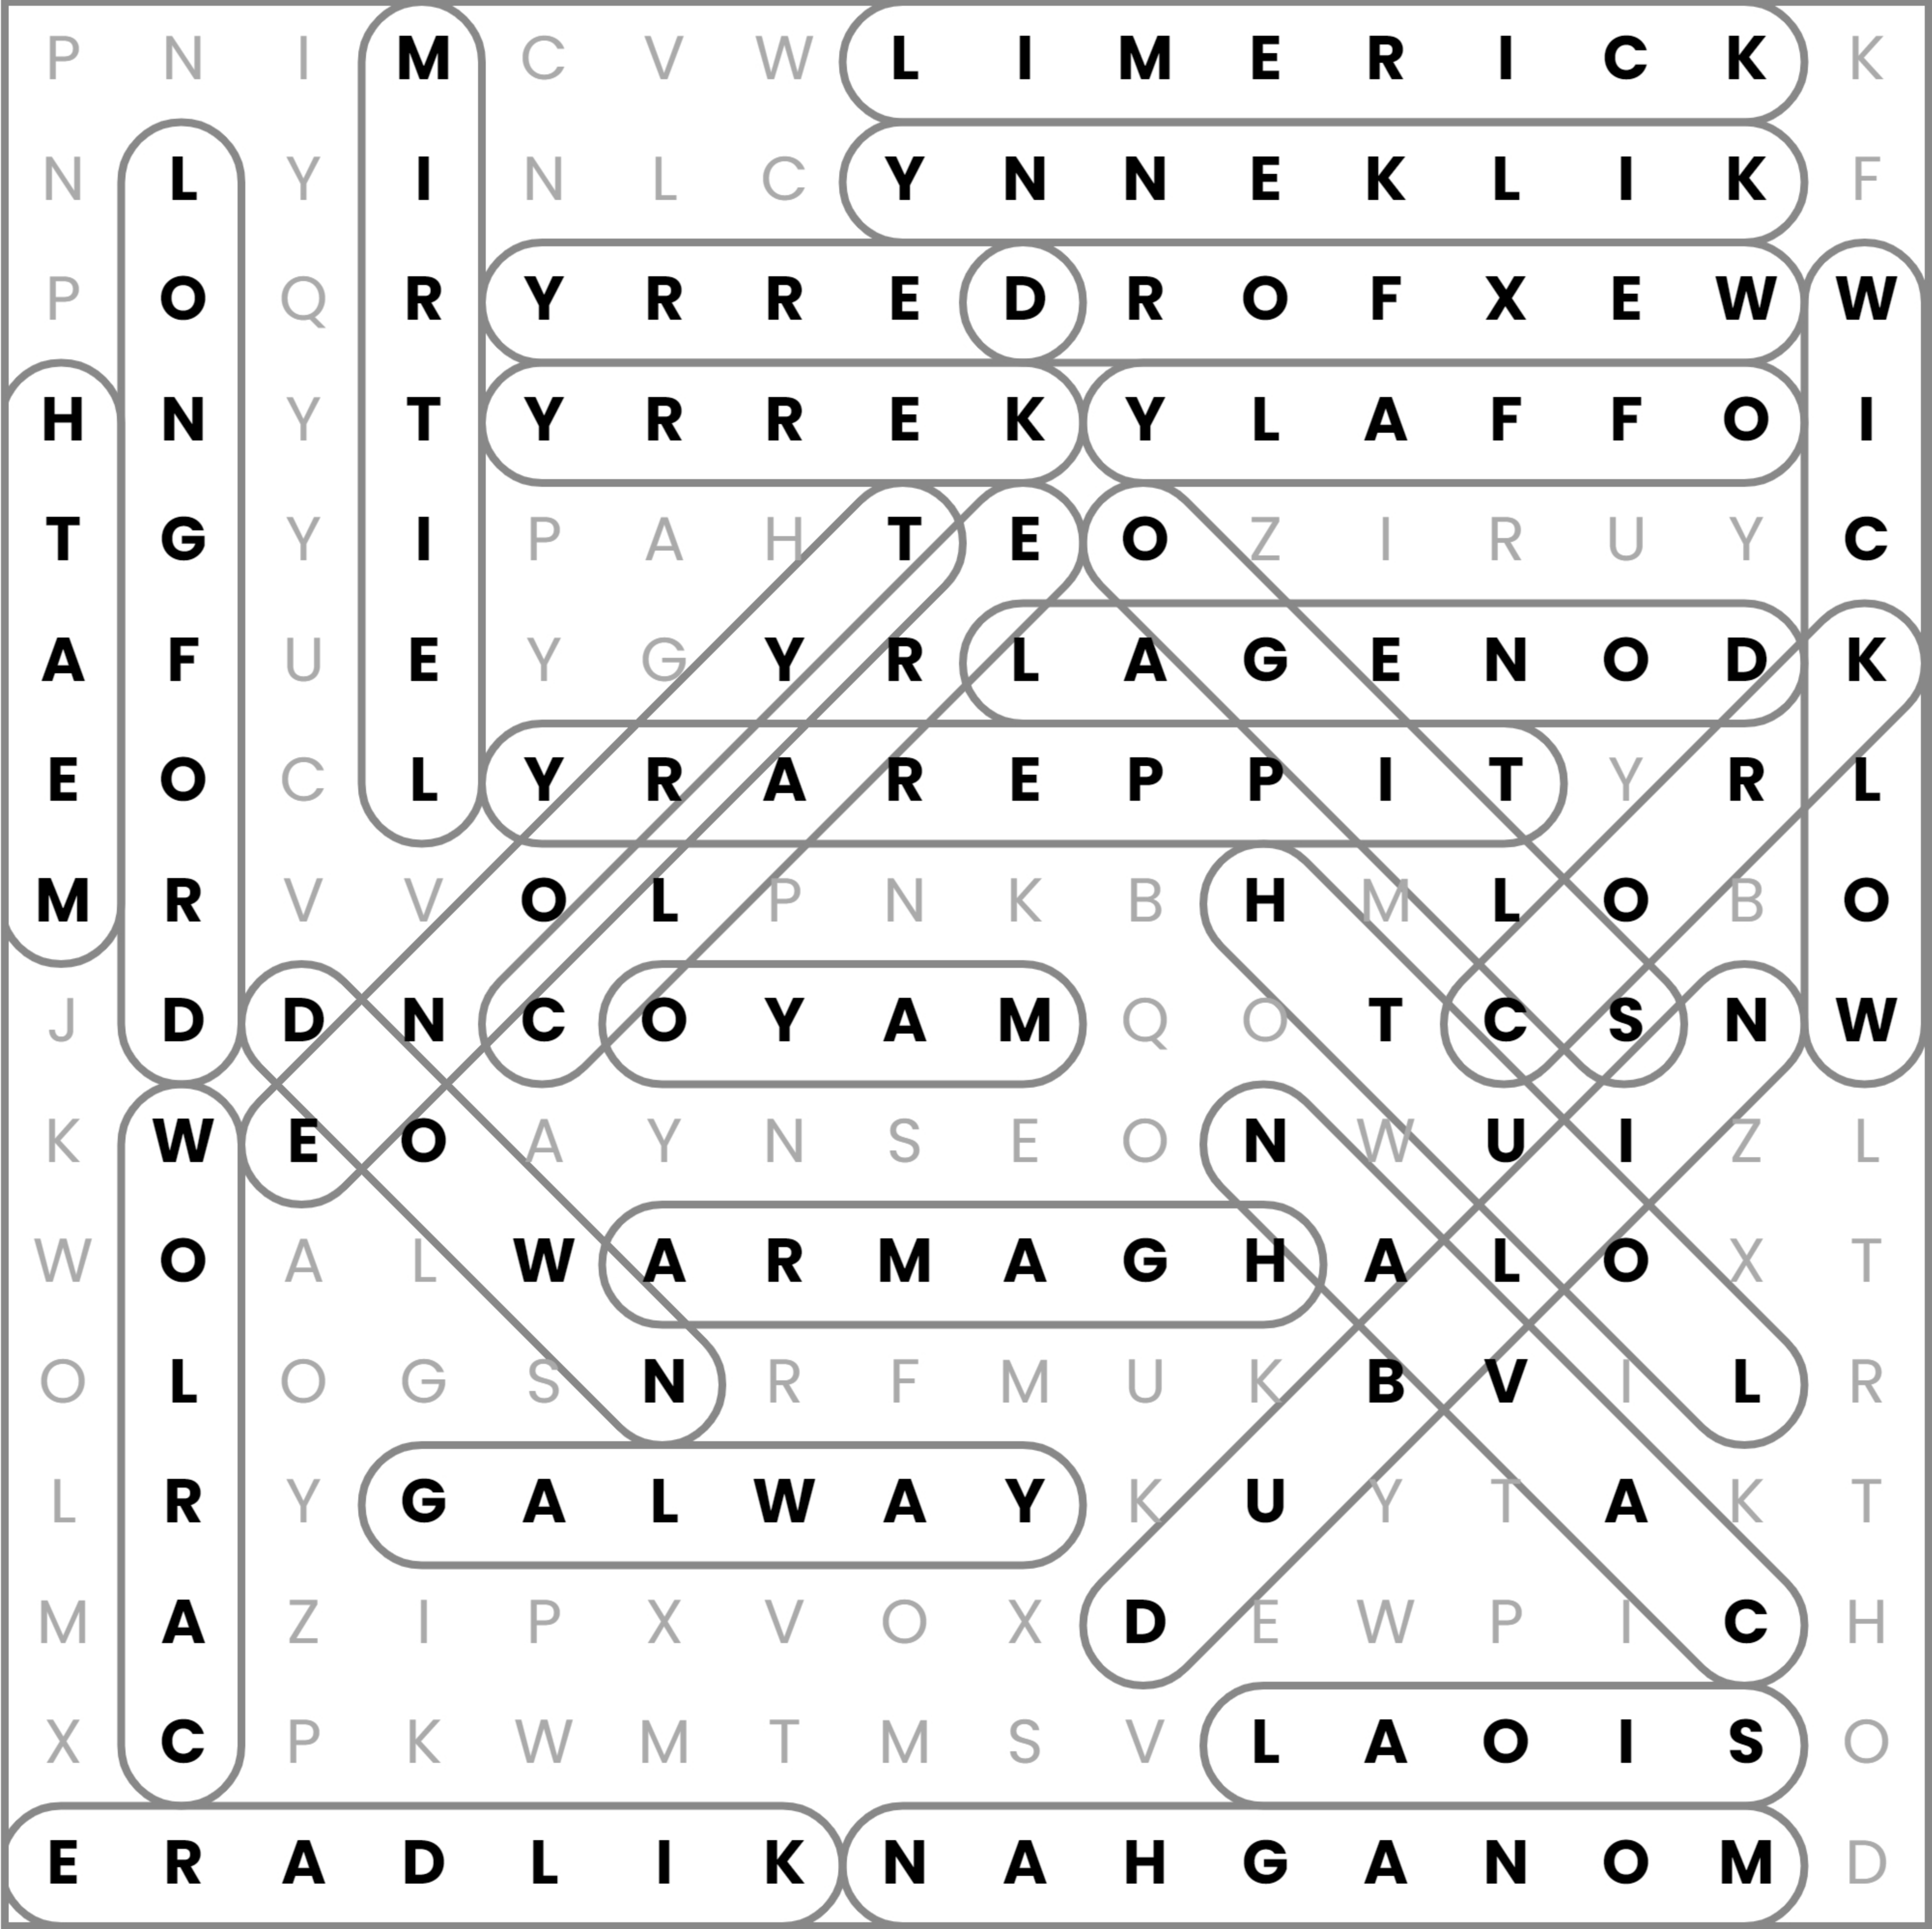 P N I M C V W L I M E R I C K K
N L Y I N L C Y N N E K L I K F
P O Q R Y R R E D R O F X E W W
H N Y T Y R R E K Y L A F F O I
T G Y I P A H T E O Z I R U Y C
A F U E Y G Y R L A G E N O D K
E O C L Y R A R E P P I T Y R L
M R V V O L P N K B H M L O B O
J D D N C O Y A M Q O T C S N W
K W E O A Y N S E O N W U I Z L
W O A L W A R M A G H A L O X T
O L O G S N R F M U K B V I L R
L R Y G A L W A Y K U Y T A K T
M A Z I P X V O X D E W P I C H
X C P K W M T M S V L A O I S O
E R A D L I K N A H G A N O M D